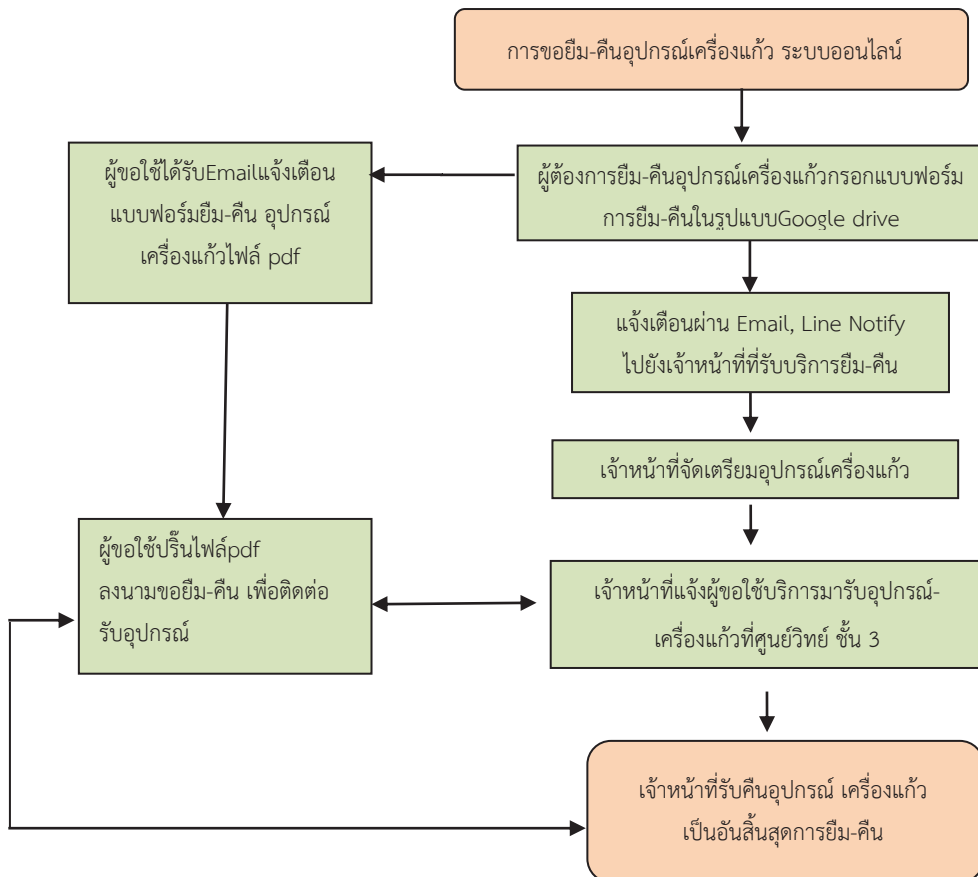 การขอยืม-คืนอุปกรณ์เครื่องแก้ว ระบบออนไลน์
ผู้ขอใช้ได้รับEmailแจ้งเตือน
แบบฟอร์มยืม-คืน อุปกรณ์
เครื่องแก้วไฟล์ pdf
ผู้ต้องการยืม-คืนอุปกรณ์เครื่องแก้วกรอกแบบฟอร์ม
การยืม-คืนในรูปแบบGoogle drive
แจ้งเตือนผ่าน Email, Line Notify
ไปยังเจ้าหน้าที่ที่รับบริการยืม-คืน
เจ้าหน้าที่จัดเตรียมอุปกรณ์เครื่องแก้ว
ผู้ขอใช้ปริ๊นไฟล์pdf
ลงนามขอยืม-คืน เพื่อติดต่อ
รับอุปกรณ์
เจ้าหน้าที่แจ้งผู้ขอใช้บริการมารับอุปกรณ์-
เครื่องแก้วที่ศูนย์วิทย์ ชั้น 3
เจ้าหน้าที่รับคืนอุปกรณ์ เครื่องแก้ว
เป็นอันสิ้นสุดการยืม-คืน